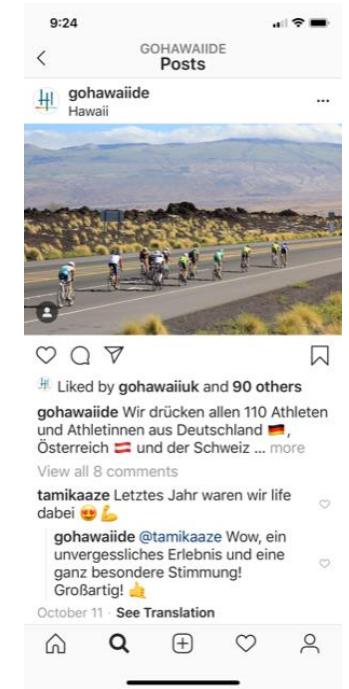 9:24
GOHAWAIIDE
Posts
gohawaiide
Hawaii
Liked by gohawaiiuk and 90 others
gohawaiide Wir drücken allen 110 Athleten
und Athletinnen aus Deutschland 🇩🇪,
Österreich 🇦🇹 und der Schweiz ... more
View all 8 comments
tamikaaze Letztes Jahr waren wir life
dabei 😍💪
gohawaiide @tamikaaze Wow, ein
unvergessliches Erlebnis und eine
ganz besondere Stimmung!
Großartig! 🤙
October 11 · See Translation